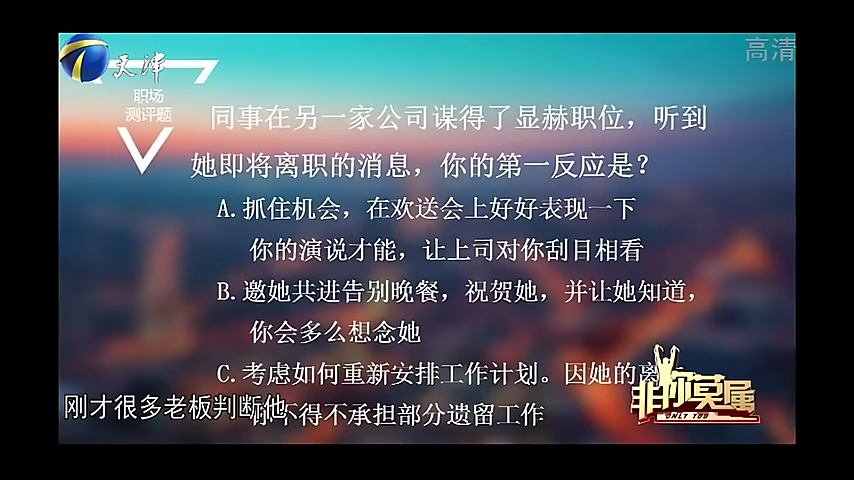 天津
高清
职场
测评题
同事在另一家公司谋得了显赫职位，听到
她即将离职的消息，你的第一反应是？
A.抓住机会，在欢送会上好好表现一下
你的演说才能，让上司对你刮目相看
B.邀她共进告别晚餐，祝贺她，并让她知道，
你会多么想念她
C.考虑如何重新安排工作计划。因她的离
不得不承担部分遗留工作
刚才很多老板判断他
非你莫属
ONLY YOU